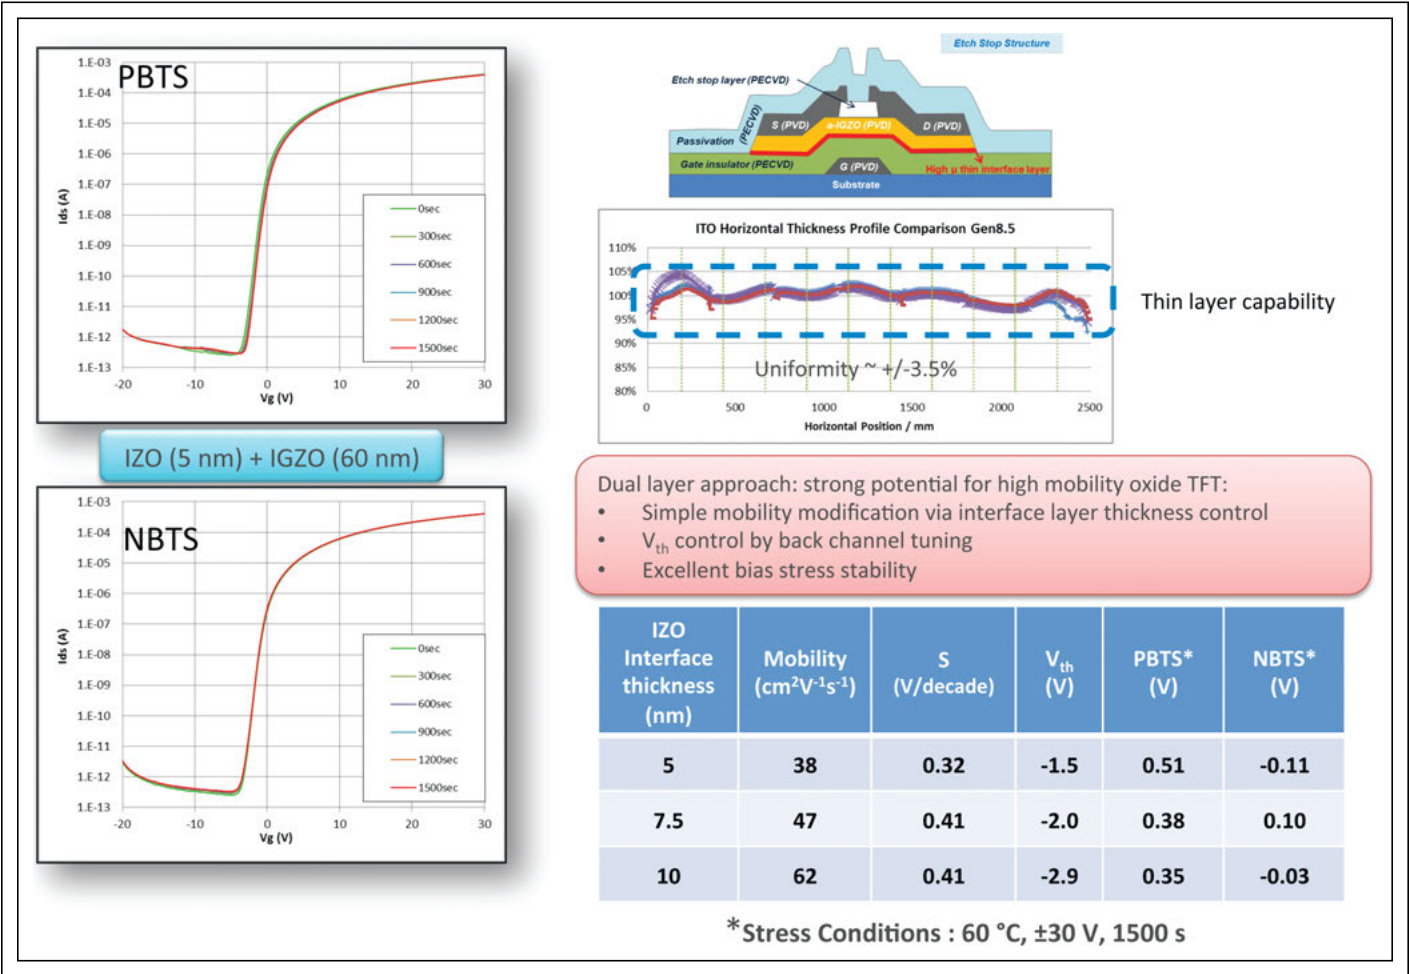 PBTS
1.E-03
1.E-04
1.E-05
1.E-06
1.E-07
1.E-08
1.E-09
1.E-10
1.E-11
1.E-12
1.E-13
Ids (A)
0sec
300sec
600sec
900sec
1200sec
1500sec
-20 -10 0 10 20 30
Vg (V)
IZO (5 nm) + IGZO (60 nm)
NBTS
1.E-03
1.E-04
1.E-05
1.E-06
1.E-07
1.E-08
1.E-09
1.E-10
1.E-11
1.E-12
1.E-13
Ids (A)
0sec
300sec
600sec
900sec
1200sec
1500sec
-20 -10 0 10 20 30
Vg (V)
Etch Stop Structure
Etch stop layer (PECVD)
(PECVD)
S (PVD) a-IGZO (PVD) D (PVD)
Passivation
Gate insulator (PECVD) G (PVD) High µ thin interface layer
Substrate
ITO Horizontal Thickness Profile Comparison Gen8.5
110%
105%
100%
95%
90%
85%
80%
Uniformity ~ +/-3.5%
0 500 1000 1500 2000 2500
Horizontal Position / mm
Thin layer capability
Dual layer approach: strong potential for high mobility oxide TFT:
• Simple mobility modification via interface layer thickness control
• Vth control by back channel tuning
• Excellent bias stress stability
IZO Interface thickness (nm) Mobility (cm²V⁻¹s⁻¹) S (V/decade) Vth (V) PBTS* (V) NBTS* (V)
5 38 0.32 -1.5 0.51 -0.11
7.5 47 0.41 -2.0 0.38 0.10
10 62 0.41 -2.9 0.35 -0.03
*Stress Conditions : 60 °C, ±30 V, 1500 s